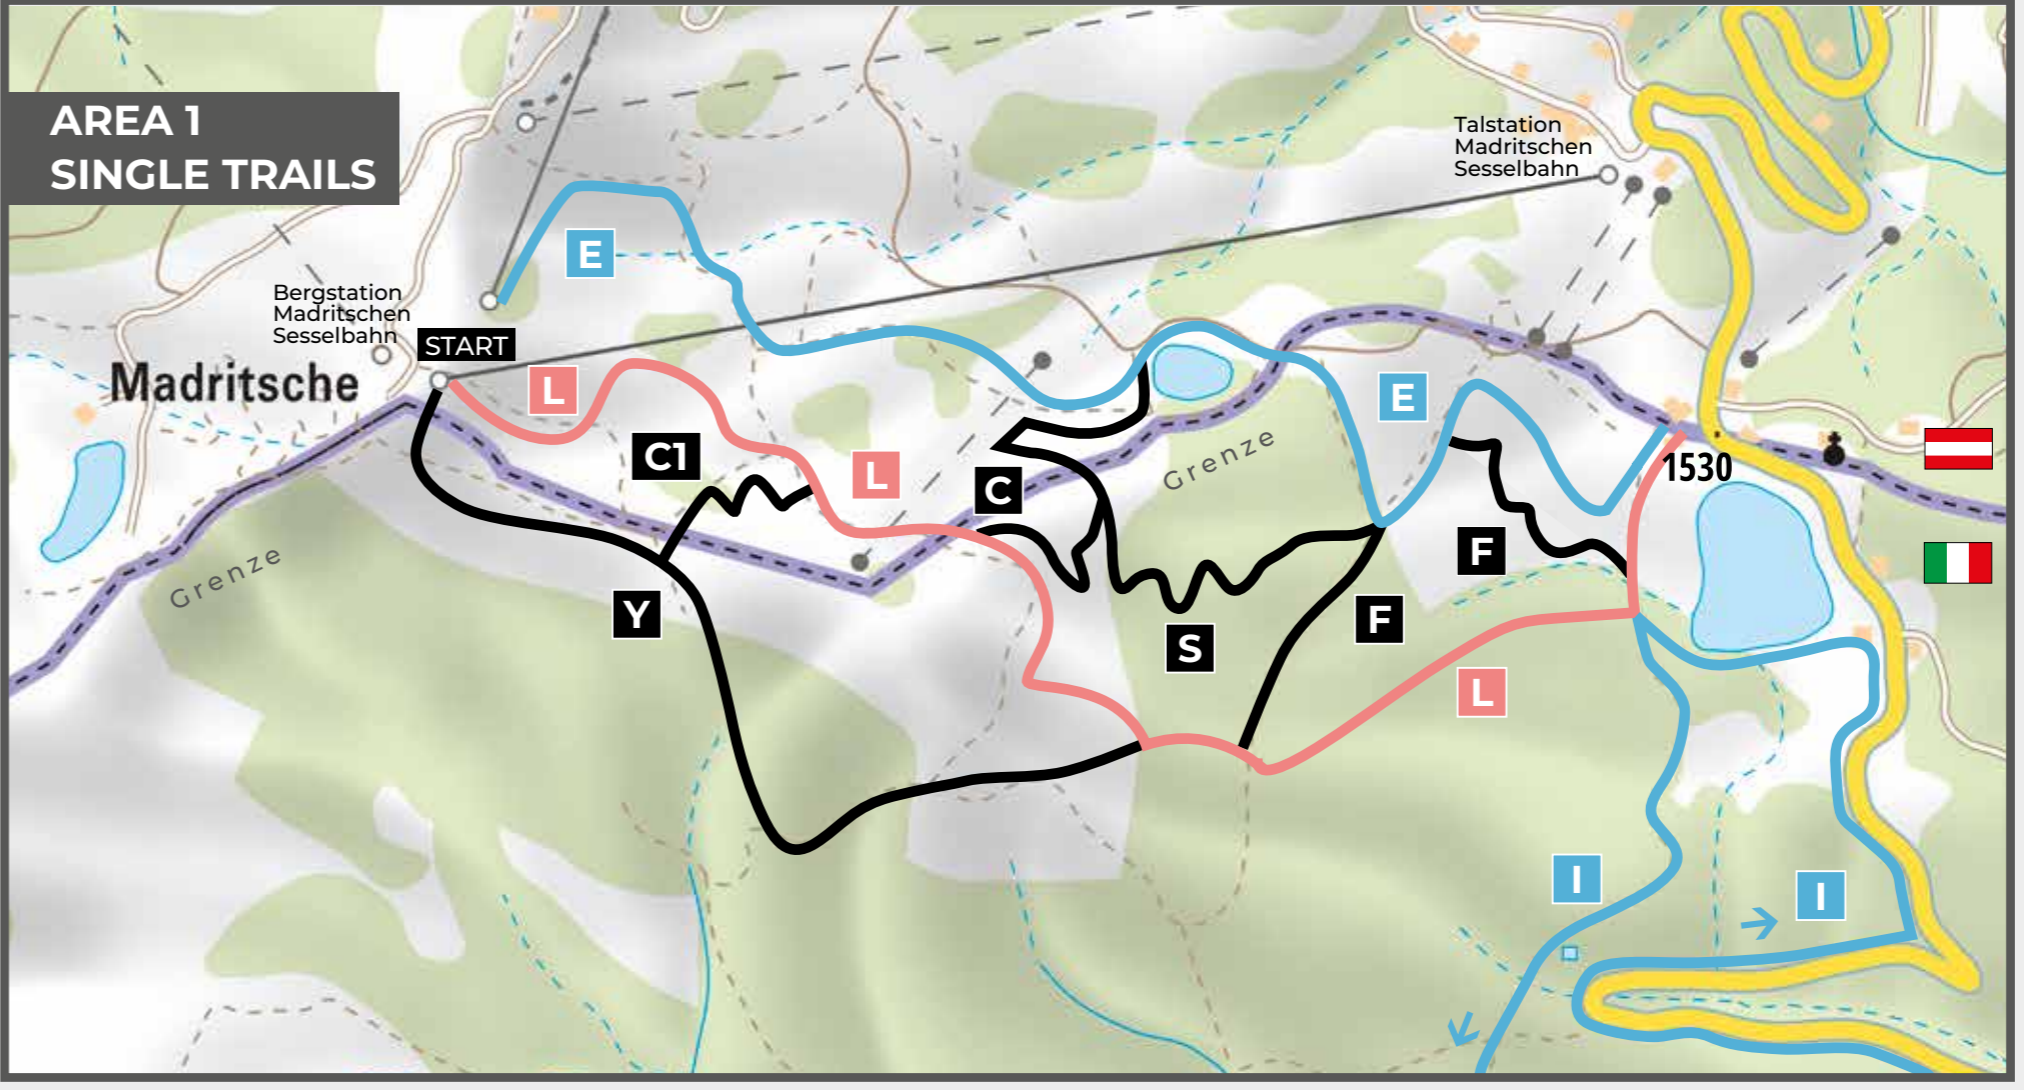 AREA 1
SINGLE TRAILS
Talstation
Madritschen
Sesselbahn
E
Bergstation
Madritschen
Sesselbahn
START
Madritsche
L
E
C1
L
Grenze
1530
C
Grenze
F
Y
F
S
L
I
I